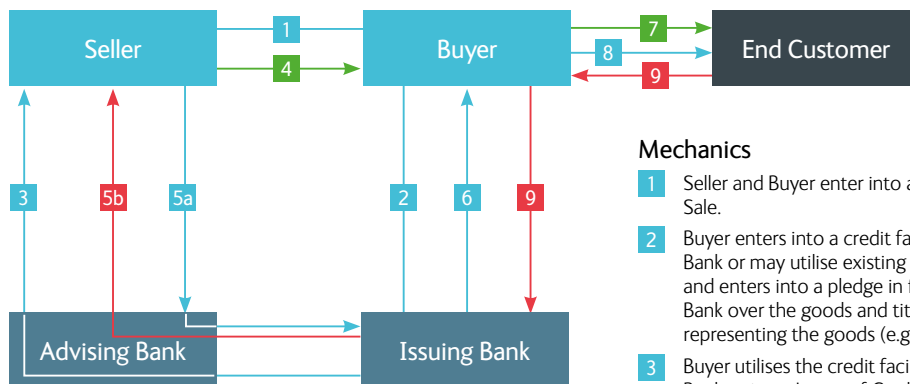 Seller
1
4
Buyer
7
8
9
End Customer
3
5b
5a
2
6
9
Advising Bank
Issuing Bank
Mechanics
1 Seller and Buyer enter into a
Sale.
2 Buyer enters into a credit fa
Bank or may utilise existing
and enters into a pledge in f
Bank over the goods and tit
representing the goods (e.g
3 Buyer utilises the credit faci